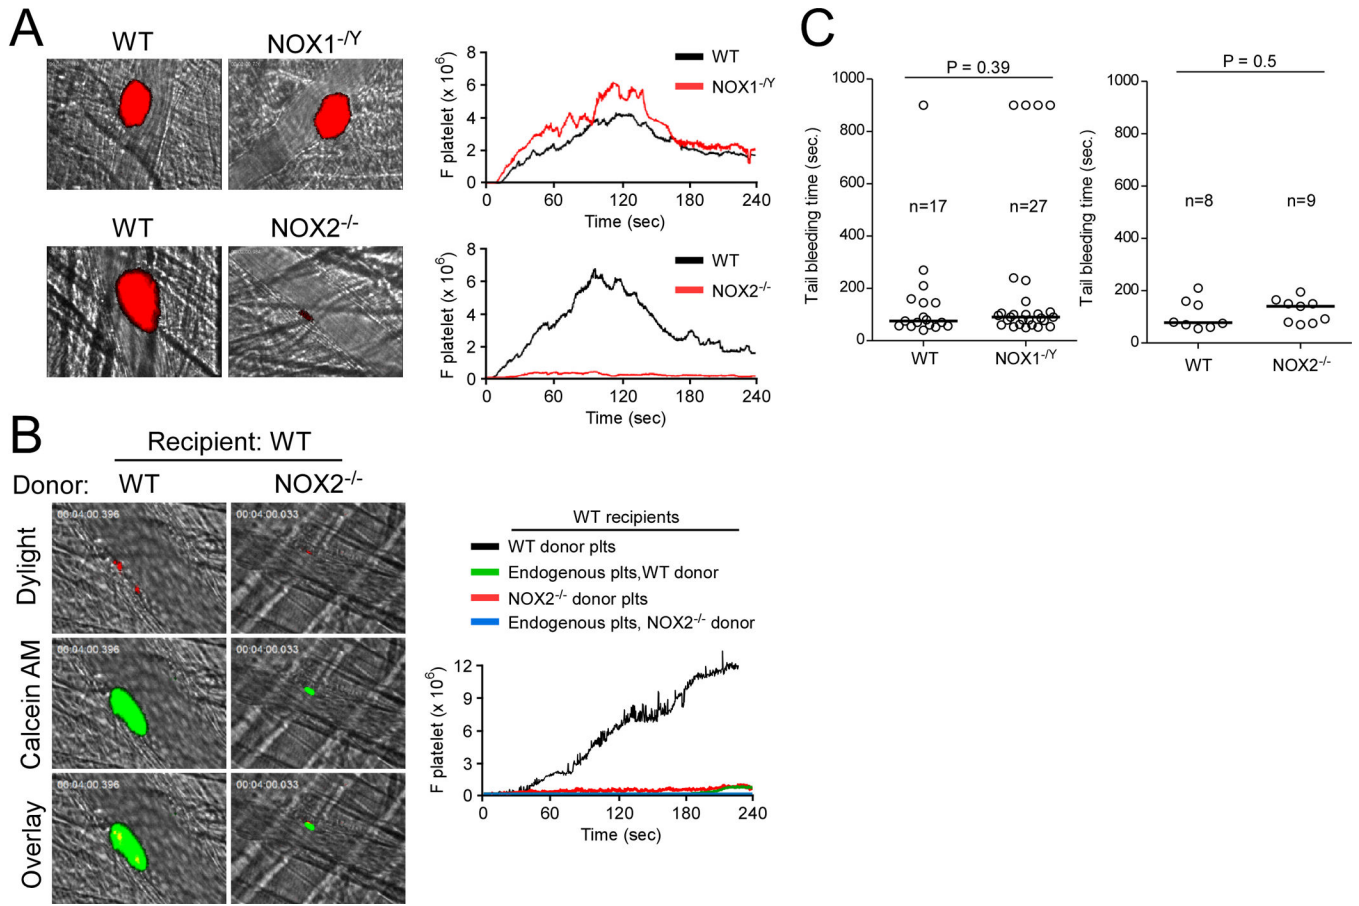 A
WT
NOX1-/Y
WT
NOX2-/-
F platelet (x 10⁶)
8
6
4
2
0
WT
NOX1-/Y
0 60 120 180 240
Time (sec)
F platelet (x 10⁶)
8
6
4
2
0
WT
NOX2-/-
0 60 120 180 240
Time (sec)
B
Recipient: WT
Donor: WT NOX2-/-
Dylight
00:04:00.396
00:04:00.033
Calcein AM
00:04:00.396
00:04:00.033
Overlay
00:04:00.396
00:04:00.033
WT recipients
WT donor plts
Endogenous plts,WT donor
NOX2-/- donor plts
Endogenous plts, NOX2-/- donor
F platelet (x 10⁶)
12
9
6
3
0
0 60 120 180 240
Time (sec)
C
P = 0.39
Tail bleeding time (sec.)
1000
800
600
400
200
0
n=17 n=27
WT NOX1-/Y
P = 0.5
Tail bleeding time (sec.)
1000
800
600
400
200
0
n=8 n=9
WT NOX2-/-